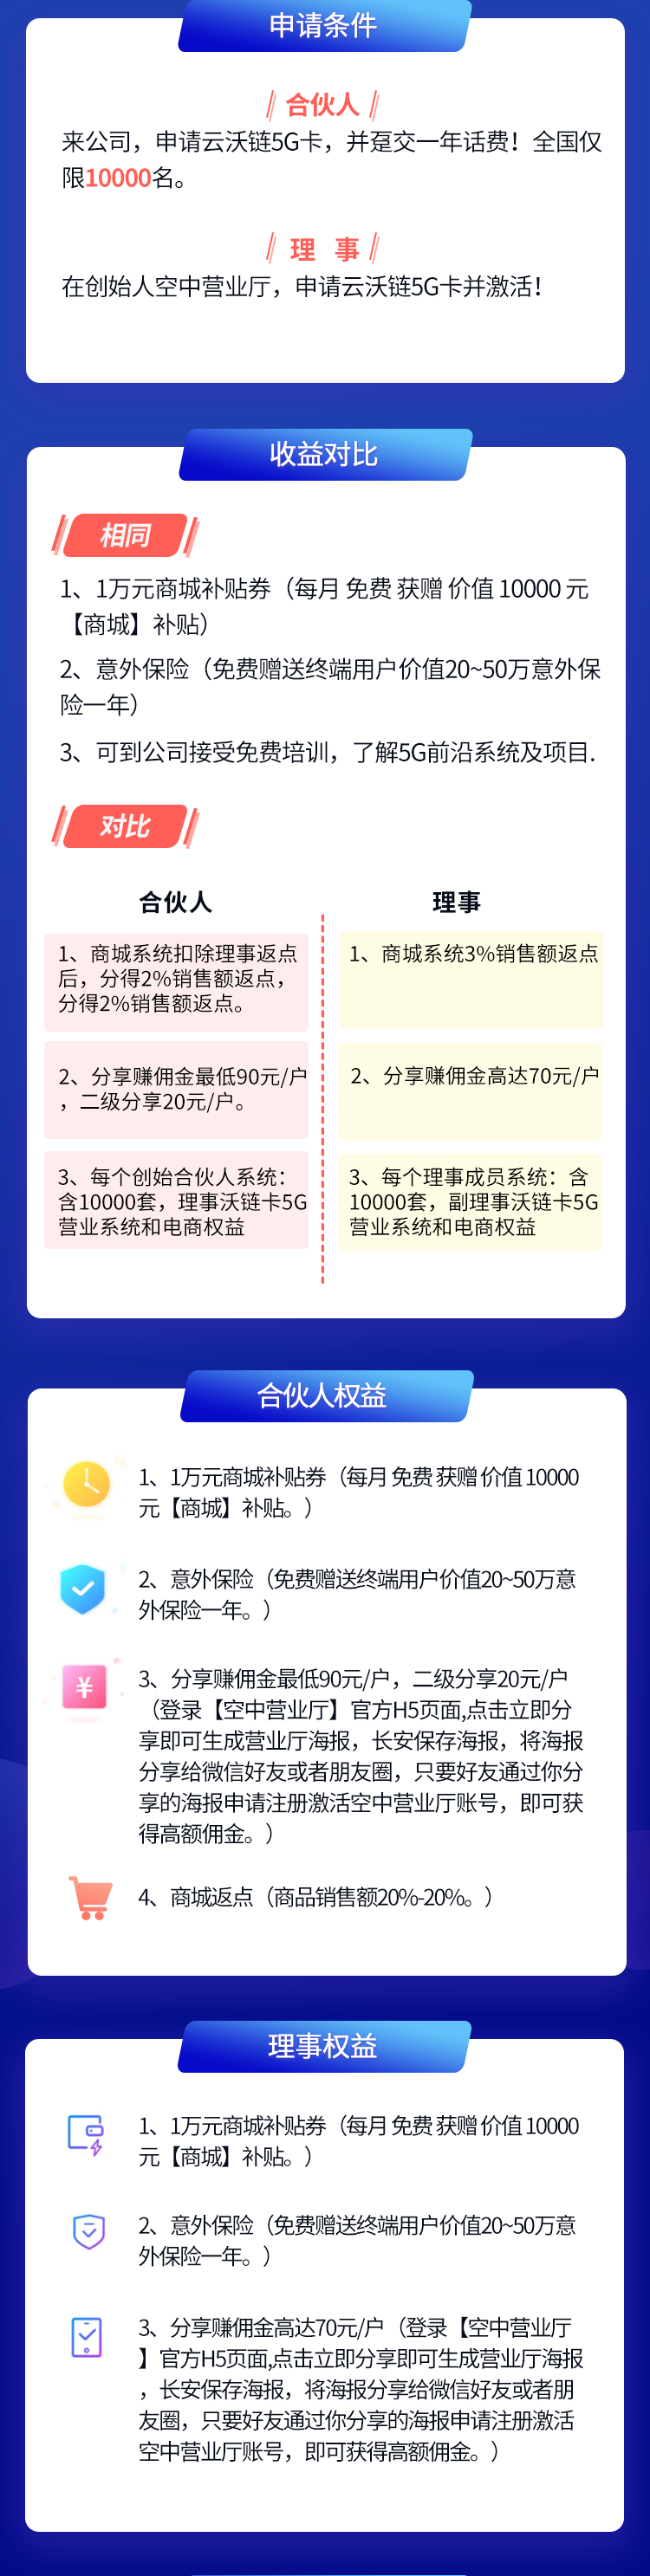 申请条件
合伙人
来公司，申请云沃链5G卡，并趸交一年话费！全国仅
限10000名。
理 事
在创始人空中营业厅，申请云沃链5G卡并激活！
收益对比
相同
1、1万元商城补贴券（每月 免费 获赠 价值 10000 元
【商城】补贴）
2、意外保险（免费赠送终端用户价值20~50万意外保
险一年）
3、可到公司接受免费培训，了解5G前沿系统及项目.
对比
合伙人
理事
1、商城系统扣除理事返点
后，分得2%销售额返点，
分得2%销售额返点。
1、商城系统3%销售额返点
2、分享赚佣金最低90元/户
，二级分享20元/户。
2、分享赚佣金高达70元/户
3、每个创始合伙人系统：
含10000套，理事沃链卡5G
营业系统和电商权益
3、每个理事成员系统：含
10000套，副理事沃链卡5G
营业系统和电商权益
合伙人权益
1、1万元商城补贴券（每月 免费 获赠 价值 10000
元【商城】补贴。）
2、意外保险（免费赠送终端用户价值20~50万意
外保险一年。）
¥
3、分享赚佣金最低90元/户，二级分享20元/户
（登录【空中营业厅】官方H5页面,点击立即分
享即可生成营业厅海报，长安保存海报，将海报
分享给微信好友或者朋友圈，只要好友通过你分
享的海报申请注册激活空中营业厅账号，即可获
得高额佣金。）
4、商城返点（商品销售额20%-20%。）
理事权益
1、1万元商城补贴券（每月 免费 获赠 价值 10000
元【商城】补贴。）
2、意外保险（免费赠送终端用户价值20~50万意
外保险一年。）
3、分享赚佣金高达70元/户（登录【空中营业厅
】官方H5页面,点击立即分享即可生成营业厅海报
，长安保存海报，将海报分享给微信好友或者朋
友圈，只要好友通过你分享的海报申请注册激活
空中营业厅账号，即可获得高额佣金。）